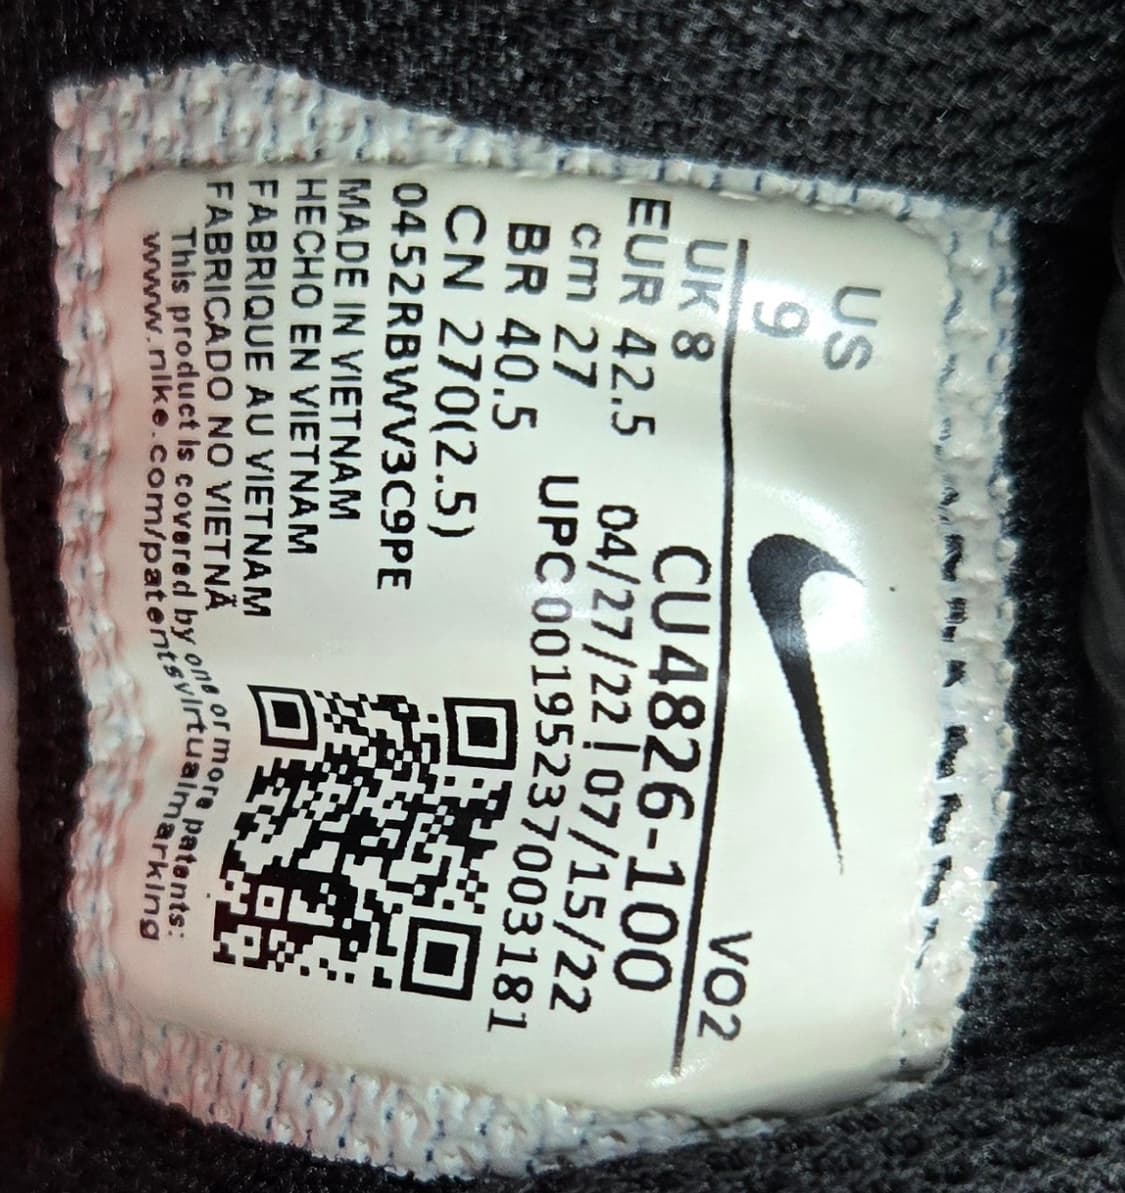 US
9
VO2
UK 8
EUR 42.5
cm 27
BR 40.5
CN 270(2.5)
CU4826-100
04/27/22|07/15/22
UPC 00195237003181
0452RBWV3C9PE
MADE IN VIETNAM
HECHO EN VIETNAM
FABRIQUE AU VIETNAM
FABRICADO NO VIETNÃ
This product is covered by one or more patents:
www.nike.com/patentsvirtualmarking